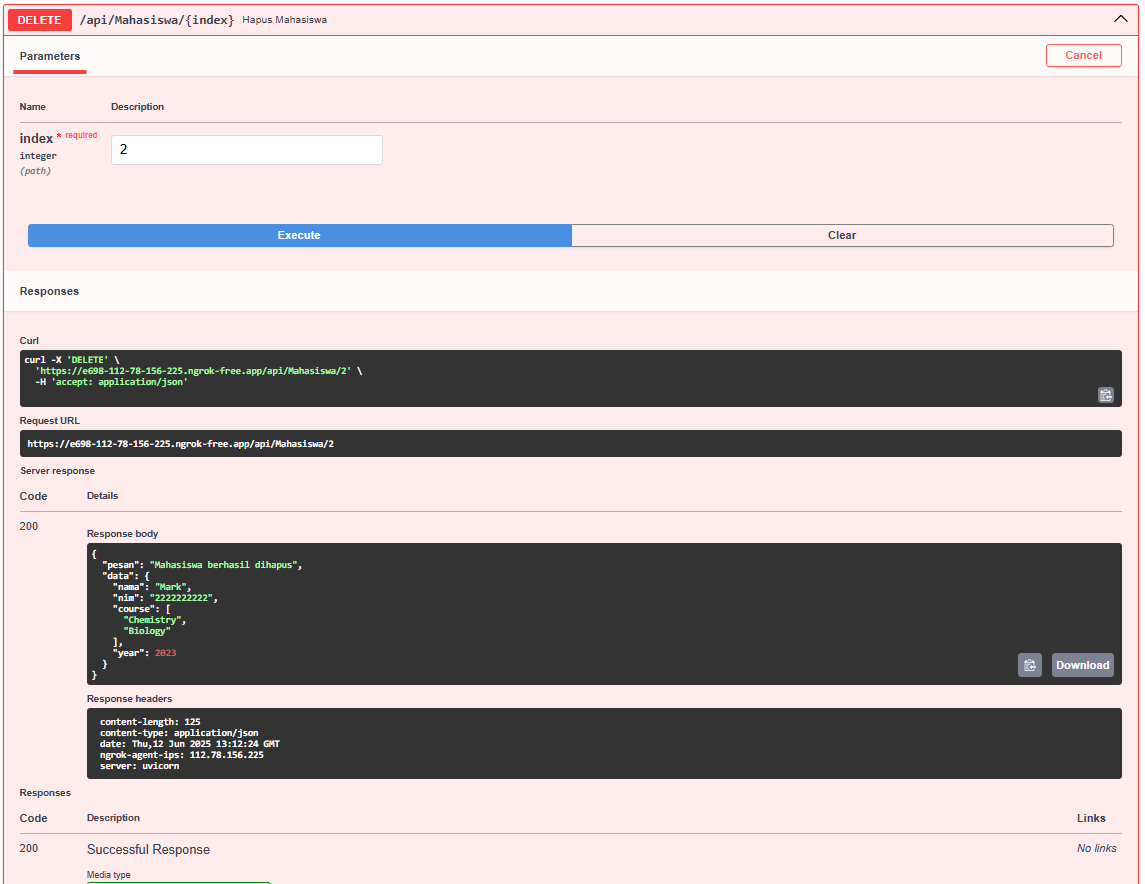 DELETE /api/Mahasiswa/{index} Hapus Mahasiswa
Parameters
Cancel
Name Description
index * required
integer
(path)
2
Execute Clear
Responses
Curl
curl -X 'DELETE' \
  'https://e698-112-78-156-225.ngrok-free.app/api/Mahasiswa/2' \
  -H 'accept: application/json'
Request URL
https://e698-112-78-156-225.ngrok-free.app/api/Mahasiswa/2
Server response
Code Details
200
Response body
{
  "pesan": "Mahasiswa berhasil dihapus",
  "data": {
    "nama": "Mark",
    "nim": "2222222222",
    "course": [
      "Chemistry",
      "Biology"
    ],
    "year": 2023
  }
}
Download
Response headers
content-length: 125
content-type: application/json
date: Thu,12 Jun 2025 13:12:24 GMT
ngrok-agent-ips: 112.78.156.225
server: uvicorn
Responses
Code Description Links
200 Successful Response No links
Media type